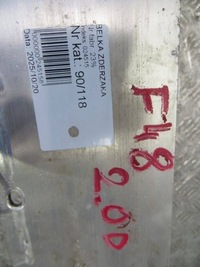 BELKA ZDERZAKA
Nr kat.: 90/118
Data: 2025/10/20
F48
2.0D